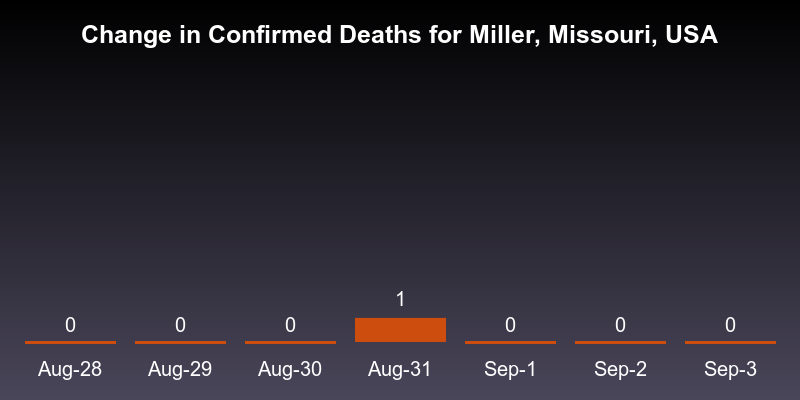 Change in Confirmed Deaths for Miller, Missouri, USA
1
0 0 0 0 0 0
Aug-28 Aug-29 Aug-30 Aug-31 Sep-1 Sep-2 Sep-3